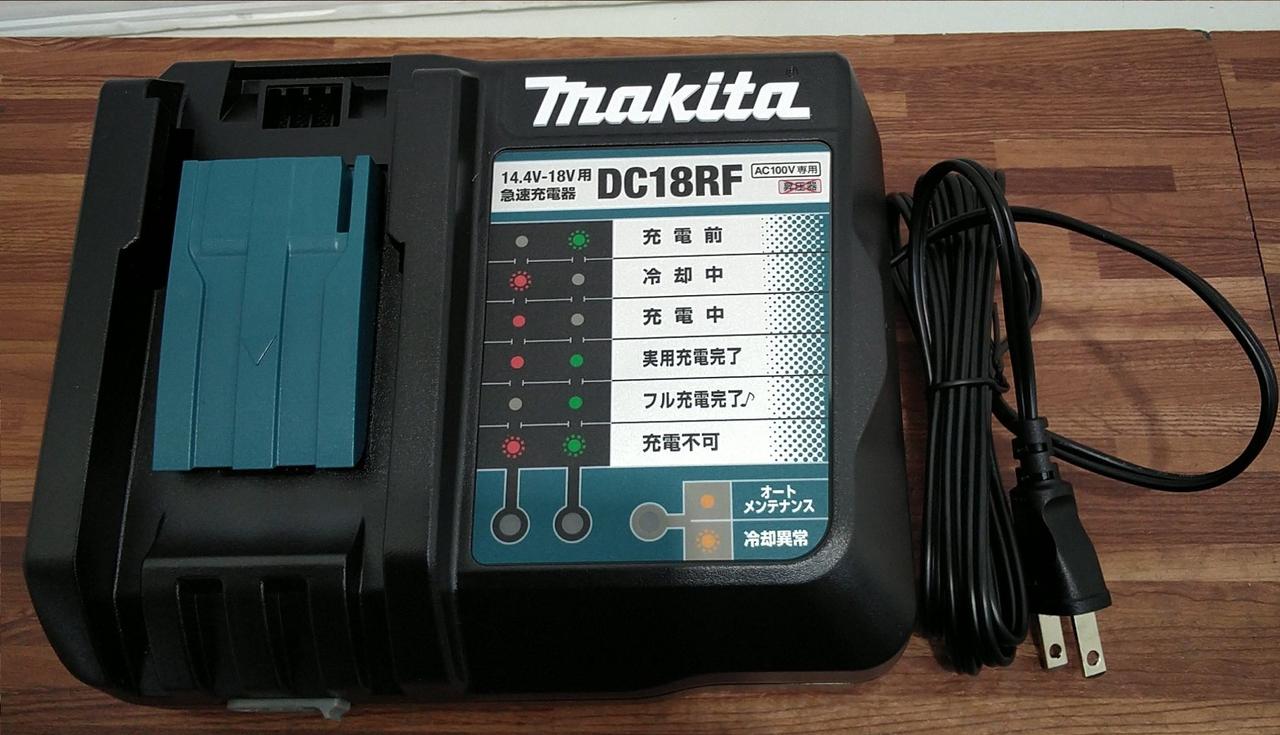 makita
14.4V-18V用
急速充電器
DC18RF
AC100V専用
昇圧器
充電前
冷却中
充電中
実用充電完了
フル充電完了♪
充電不可
オート
メンテナンス
冷却異常